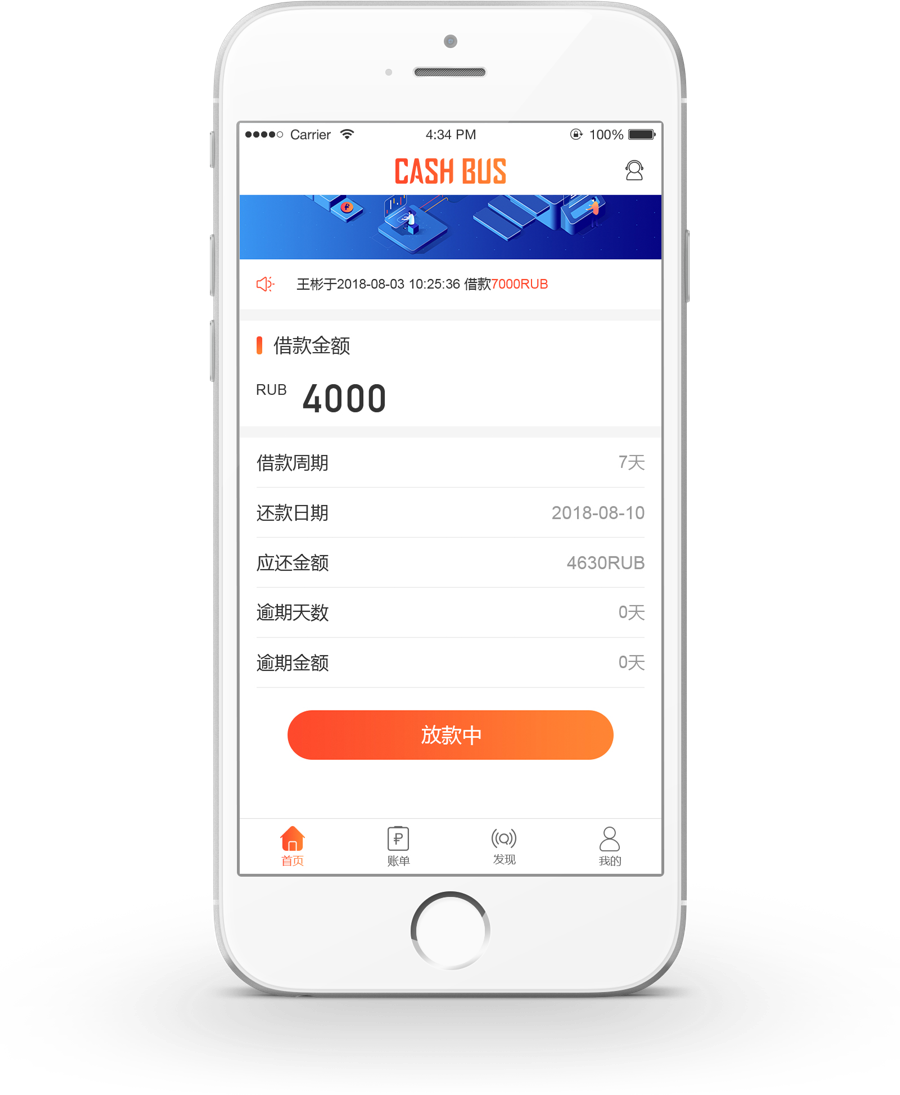 Carrier 4:34 PM 100%
CASH BUS
王彬于2018-08-03 10:25:36 借款7000RUB
借款金额
RUB 4000
借款周期 7天
还款日期 2018-08-10
应还金额 4630RUB
逾期天数 0天
逾期金额 0天
放款中
首页 账单 发现 我的